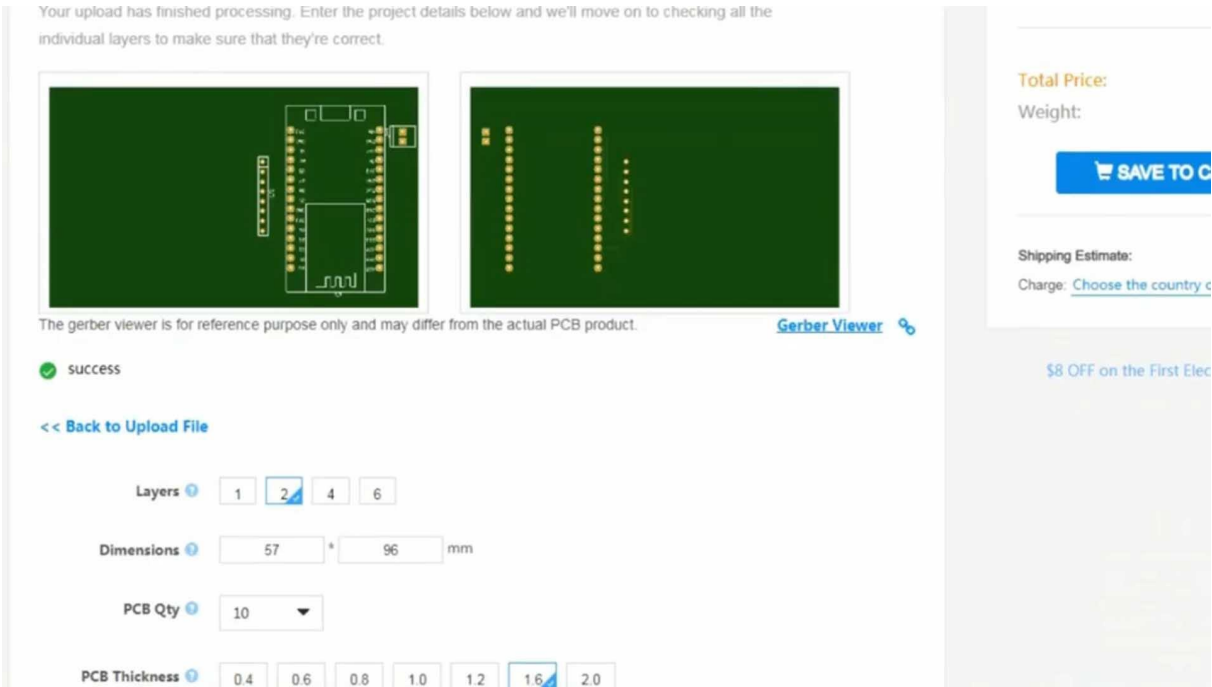 Your upload has finished processing. Enter the project details below and we'll move on to checking all the
individual layers to make sure that they're correct.
The gerber viewer is for reference purpose only and may differ from the actual PCB product.
Gerber Viewer
success
<< Back to Upload File
Layers
1 2 4 6
Dimensions
57 * 96 mm
PCB Qty
10
PCB Thickness
0.4 0.6 0.8 1.0 1.2 1.6 2.0
Total Price:
Weight:
SAVE TO C
Shipping Estimate:
Charge: Choose the country o
$8 OFF on the First Elec